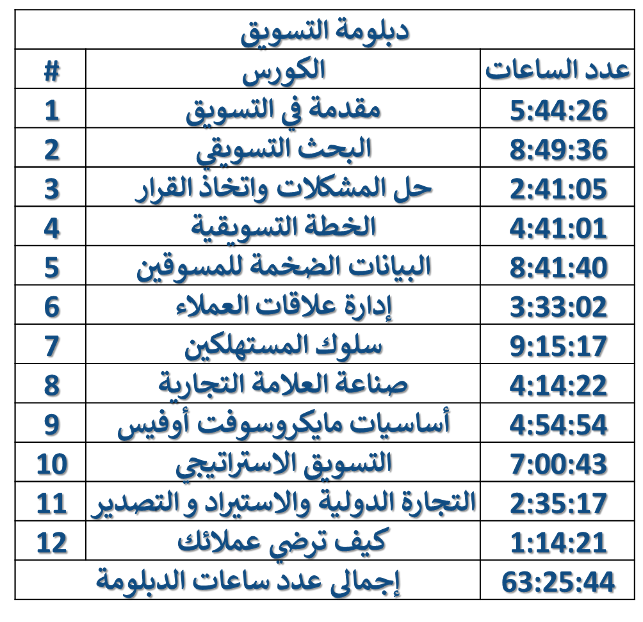 دبلومة التسويق
# الكورس عدد الساعات
1 مقدمة في التسويق 5:44:26
2 البحث التسويقي 8:49:36
3 حل المشكلات واتخاذ القرار 2:41:05
4 الخطة التسويقية 4:41:01
5 البيانات الضخمة للمسوقين 8:41:40
6 إدارة علاقات العملاء 3:33:02
7 سلوك المستهلكين 9:15:17
8 صناعة العلامة التجارية 4:14:22
9 أساسيات مايكروسوفت أوفيس 4:54:54
10 التسويق الاستراتيجي 7:00:43
11 التجارة الدولية والاستيراد و التصدير 2:35:17
12 كيف ترضي عملائك 1:14:21
إجمالى عدد ساعات الدبلومة 63:25:44